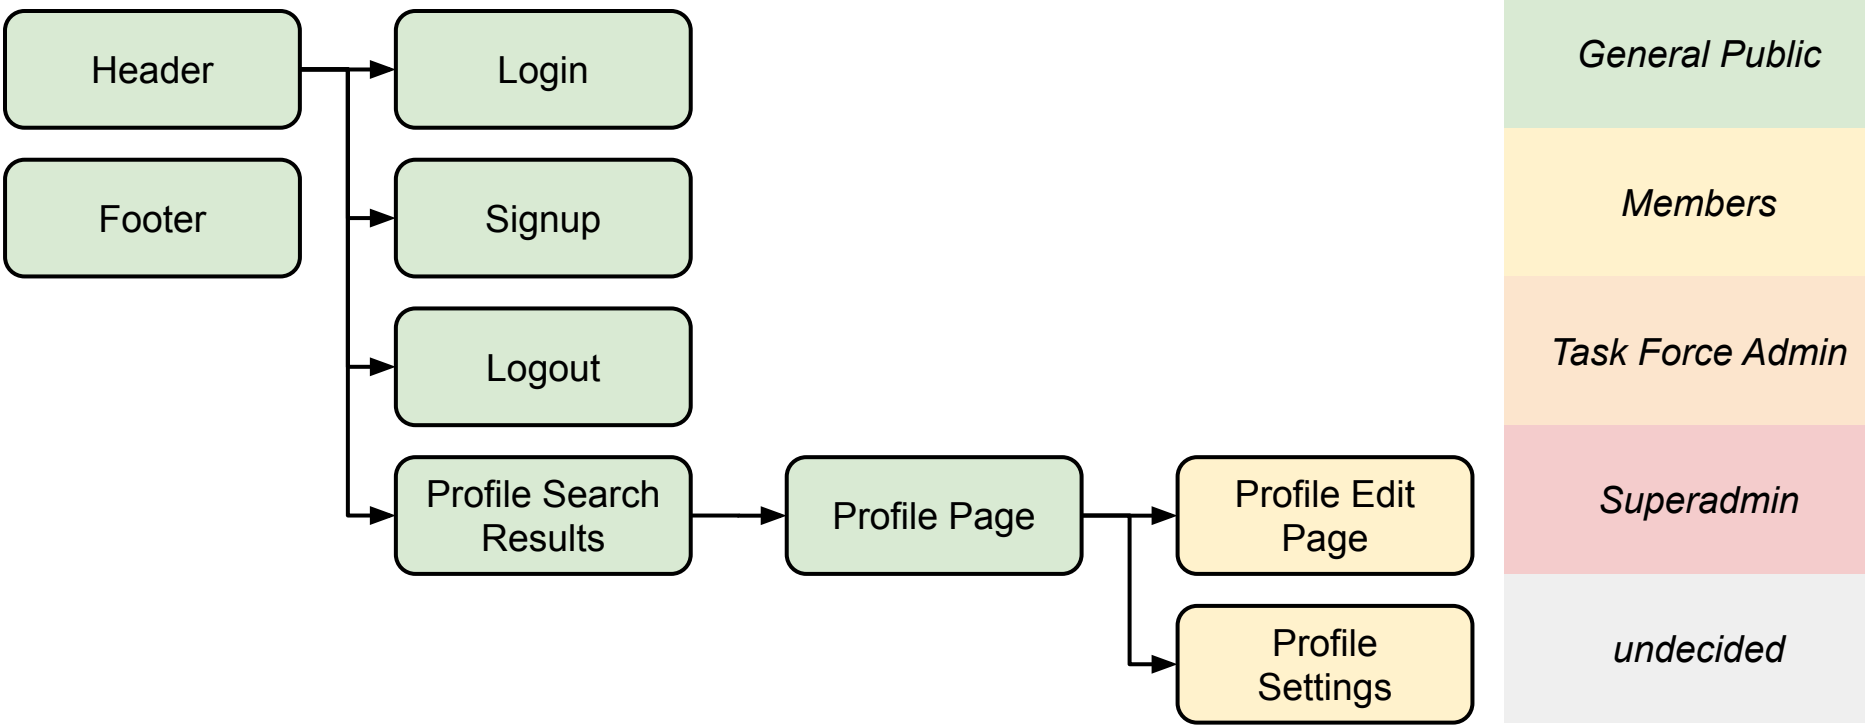 Header
Login
General Public
Footer
Signup
Members
Logout
Task Force Admin
Profile Search
Results
Profile Page
Profile Edit
Page
Superadmin
Profile
Settings
undecided